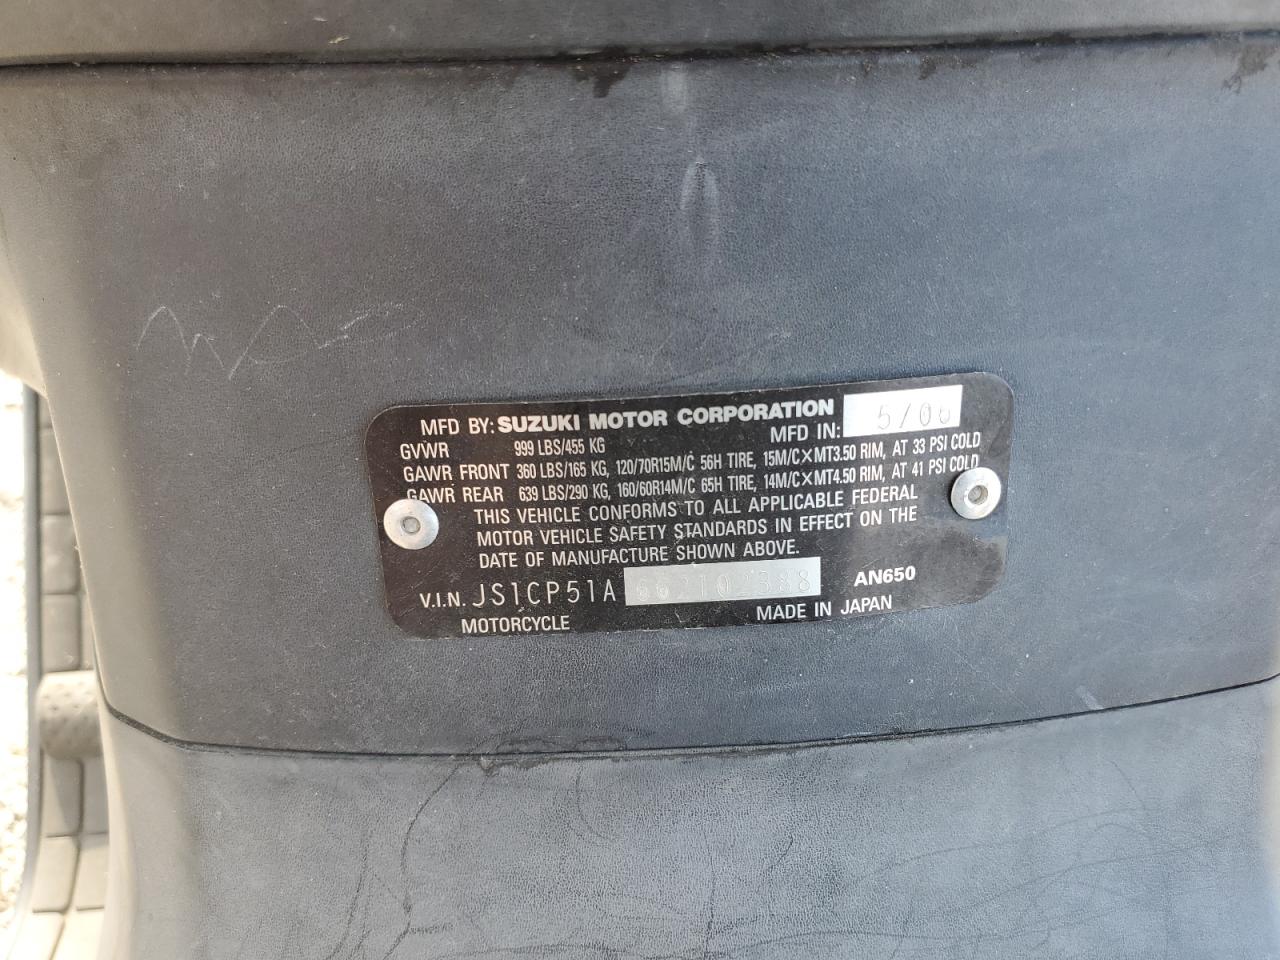 MFD BY: SUZUKI MOTOR CORPORATION MFD IN: 5/06
GVWR 999 LBS/455 KG
GAWR FRONT 360 LBS/165 KG, 120/70R15M/C 56H TIRE, 15M/C×MT3.50 RIM, AT 33 PSI COLD
GAWR REAR 639 LBS/290 KG, 160/60R14M/C 65H TIRE, 14M/C×MT4.50 RIM, AT 41 PSI COLD
THIS VEHICLE CONFORMS TO ALL APPLICABLE FEDERAL
MOTOR VEHICLE SAFETY STANDARDS IN EFFECT ON THE
DATE OF MANUFACTURE SHOWN ABOVE.
V.I.N. JS1CP51A662102388 AN650
MOTORCYCLE MADE IN JAPAN